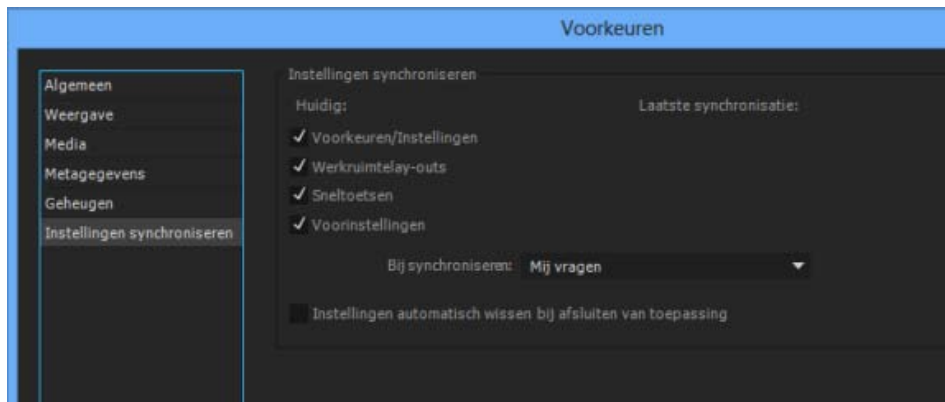 Voorkeuren
Algemeen
Weergave
Media
Metagegevens
Geheugen
Instellingen synchroniseren
Instellingen synchroniseren
Huidig:
Laatste synchronisatie:
Voorkeuren/Instellingen
Werkruimtelay-outs
Sneltoetsen
Voorinstellingen
Bij synchroniseren: Mij vragen
Instellingen automatisch wissen bij afsluiten van toepassing